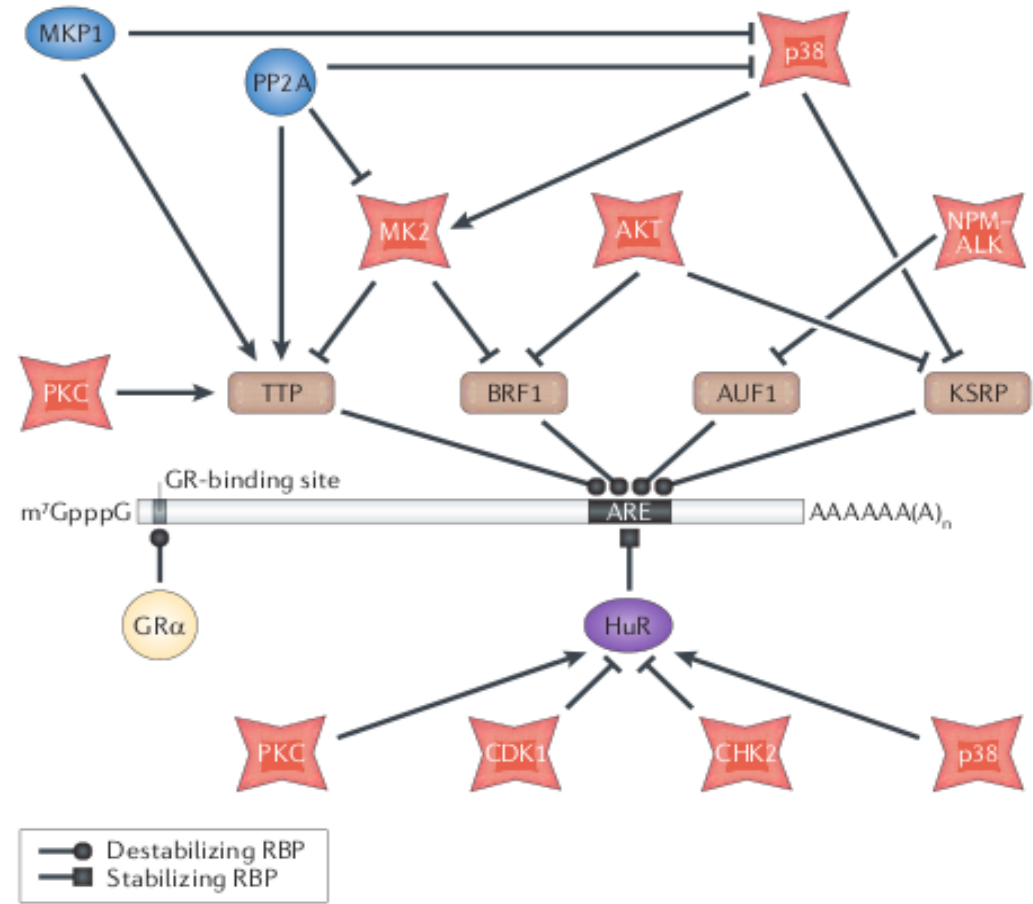 MKP1
p38
PP2A
MK2
AKT
NPM–
ALK
PKC
TTP
BRF1
AUF1
KSRP
GR-binding site
m⁷GpppG
ARE
AAAAAA(A)ₙ
GRα
HuR
PKC
CDK1
CHK2
p38
Destabilizing RBP
Stabilizing RBP